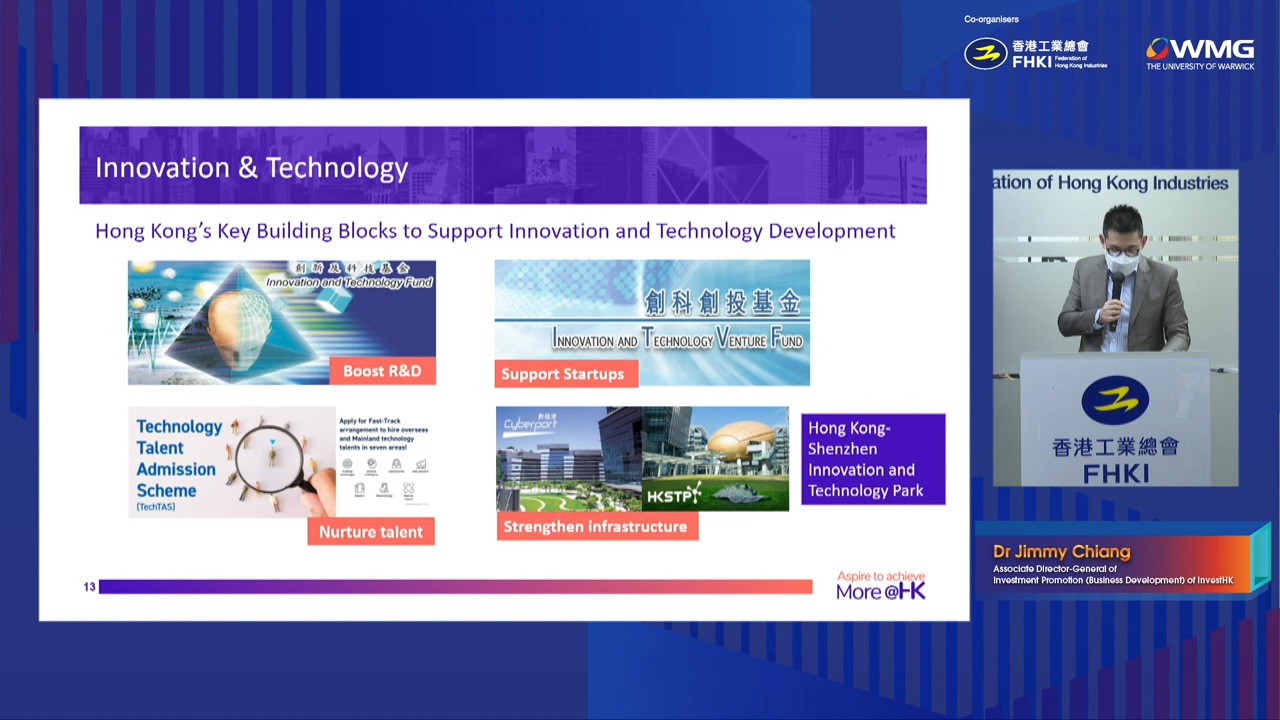 Co-organisers
香港工業總會
FHKI Federation of Hong Kong Industries
WMG
THE UNIVERSITY OF WARWICK
Innovation & Technology
Hong Kong's Key Building Blocks to Support Innovation and Technology Development
創新及科技基金
Innovation and Technology Fund
Boost R&D
創科創投基金
INNOVATION AND TECHNOLOGY VENTURE FUND
Support Startups
Technology
Talent
Admission
Scheme
(TechTAS)
Apply for Fast-Track
arrangement to hire overseas
and Mainland technology
talents in seven areas!
Nurture talent
數碼港
Cyberport
HKSTP
Strengthen infrastructure
Hong Kong-
Shenzhen
Innovation and
Technology Park
13
Aspire to achieve
More @HK
ation of Hong Kong Industries
香港工業總會
FHKI
Dr Jimmy Chiang
Associate Director-General of
Investment Promotion (Business Development) of InvestHK